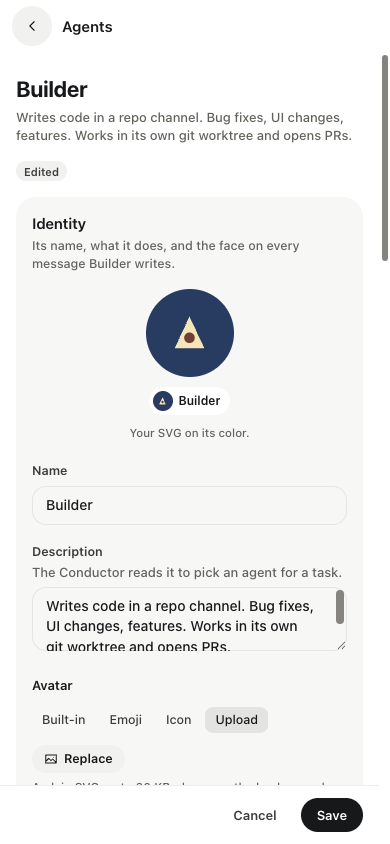 Agents
Builder
Writes code in a repo channel. Bug fixes, UI changes,
features. Works in its own git worktree and opens PRs.
Edited
Identity
Its name, what it does, and the face on every
message Builder writes.
Builder
Your SVG on its color.
Name
Builder
Description
The Conductor reads it to pick an agent for a task.
Writes code in a repo channel. Bug fixes,
UI changes, features. Works in its own
git worktree and opens PRs.
Avatar
Built-in Emoji Icon Upload
Replace
Cancel Save